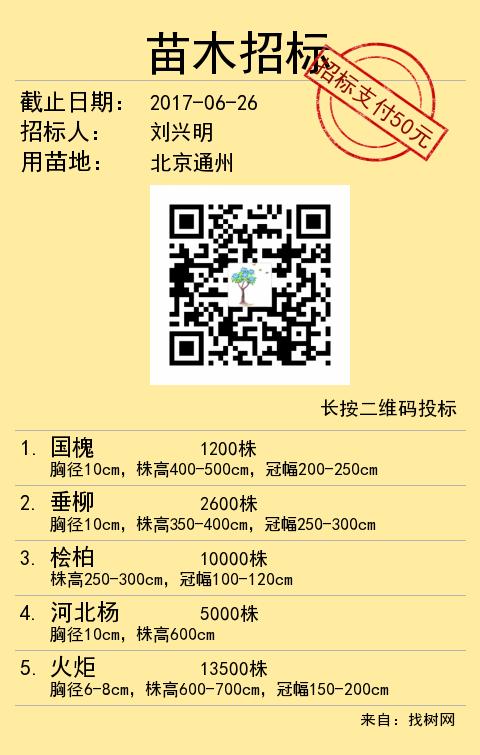 苗木招标
招标支付50元
截止日期： 2017-06-26
招标人： 刘兴明
用苗地： 北京通州
长按二维码投标
1. 国槐 1200株
胸径10cm，株高400-500cm，冠幅200-250cm
2. 垂柳 2600株
胸径10cm，株高350-400cm，冠幅250-300cm
3. 桧柏 10000株
株高250-300cm，冠幅100-120cm
4. 河北杨 5000株
胸径10cm，株高600cm
5. 火炬 13500株
胸径6-8cm，株高600-700cm，冠幅150-200cm
来自：找树网